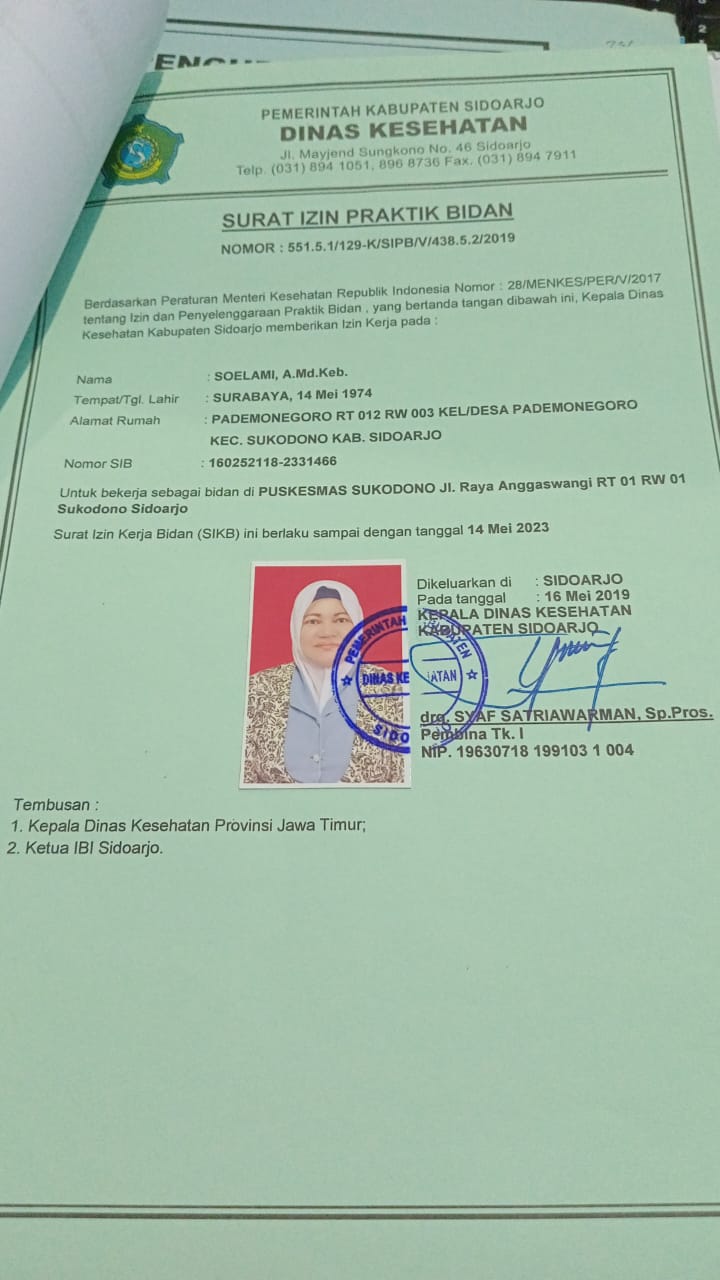 PEMERINTAH KABUPATEN SIDOARJO
DINAS KESEHATAN
Jl. Mayjend Sungkono No. 46 Sidoarjo
Telp. (031) 894 1051, 896 8736 Fax. (031) 894 7911
SURAT IZIN PRAKTIK BIDAN
NOMOR : 551.5.1/129-K/SIPB/V/438.5.2/2019
Berdasarkan Peraturan Menteri Kesehatan Republik Indonesia Nomor : 28/MENKES/PER/V/2017
tentang Izin dan Penyelenggaraan Praktik Bidan , yang bertanda tangan dibawah ini, Kepala Dinas
Kesehatan Kabupaten Sidoarjo memberikan Izin Kerja pada :
Nama : SOELAMI, A.Md.Keb.
Tempat/Tgl. Lahir : SURABAYA, 14 Mei 1974
Alamat Rumah : PADEMONEGORO RT 012 RW 003 KEL/DESA PADEMONEGORO
KEC. SUKODONO KAB. SIDOARJO
Nomor SIB : 160252118-2331466
Untuk bekerja sebagai bidan di PUSKESMAS SUKODONO Jl. Raya Anggaswangi RT 01 RW 01
Sukodono Sidoarjo
Surat Izin Kerja Bidan (SIKB) ini berlaku sampai dengan tanggal 14 Mei 2023
Dikeluarkan di : SIDOARJO
Pada tanggal : 16 Mei 2019
KEPALA DINAS KESEHATAN
KABUPATEN SIDOARJO
PEMERINTAH
DINAS KE
ATAN
SIDO
drg. SYAF SATRIAWARMAN, Sp.Pros.
Pembina Tk. I
NIP. 19630718 199103 1 004
Tembusan :
1. Kepala Dinas Kesehatan Provinsi Jawa Timur;
2. Ketua IBI Sidoarjo.